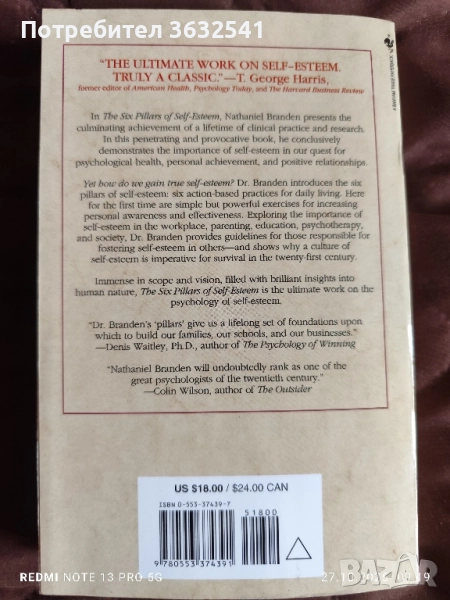 Потребител 3632541
"THE ULTIMATE WORK ON SELF-ESTEEM.
TRULY A CLASSIC."—T. George Harris,
former editor of American Health, Psychology Today, and The Harvard Business Review
In The Six Pillars of Self-Esteem, Nathaniel Branden presents the
culminating achievement of a lifetime of clinical practice and research.
In this penetrating and provocative book, he conclusively
demonstrates the importance of self-esteem in our quest for
psychological health, personal achievement, and positive relationships.
Yet how do we gain true self-esteem? Dr. Branden introduces the six
pillars of self-esteem: six action-based practices for daily living. Here
for the first time are simple but powerful exercises for increasing
personal awareness and effectiveness. Exploring the importance of
self-esteem in the workplace, parenting, education, psychotherapy,
and society, Dr. Branden provides guidelines for those responsible for
fostering self-esteem in others—and shows why a culture of
self-esteem is imperative for survival in the twenty-first century.
Immense in scope and vision, filled with brilliant insights into
human nature, The Six Pillars of Self-Esteem is the ultimate work on the
psychology of self-esteem.
"Dr. Branden's 'pillars' give us a lifelong set of foundations upon
which to build our families, our schools, and our businesses."
—Denis Waitley, Ph.D., author of The Psychology of Winning
"Nathaniel Branden will undoubtedly rank as one of the
great psychologists of the twentieth century."
—Colin Wilson, author of The Outsider
US $18.00 / $24.00 CAN
ISBN 0-553-37439-7
51800
9 780553 374391
REDMI NOTE 13 PRO 5G
27.10
BAZAR